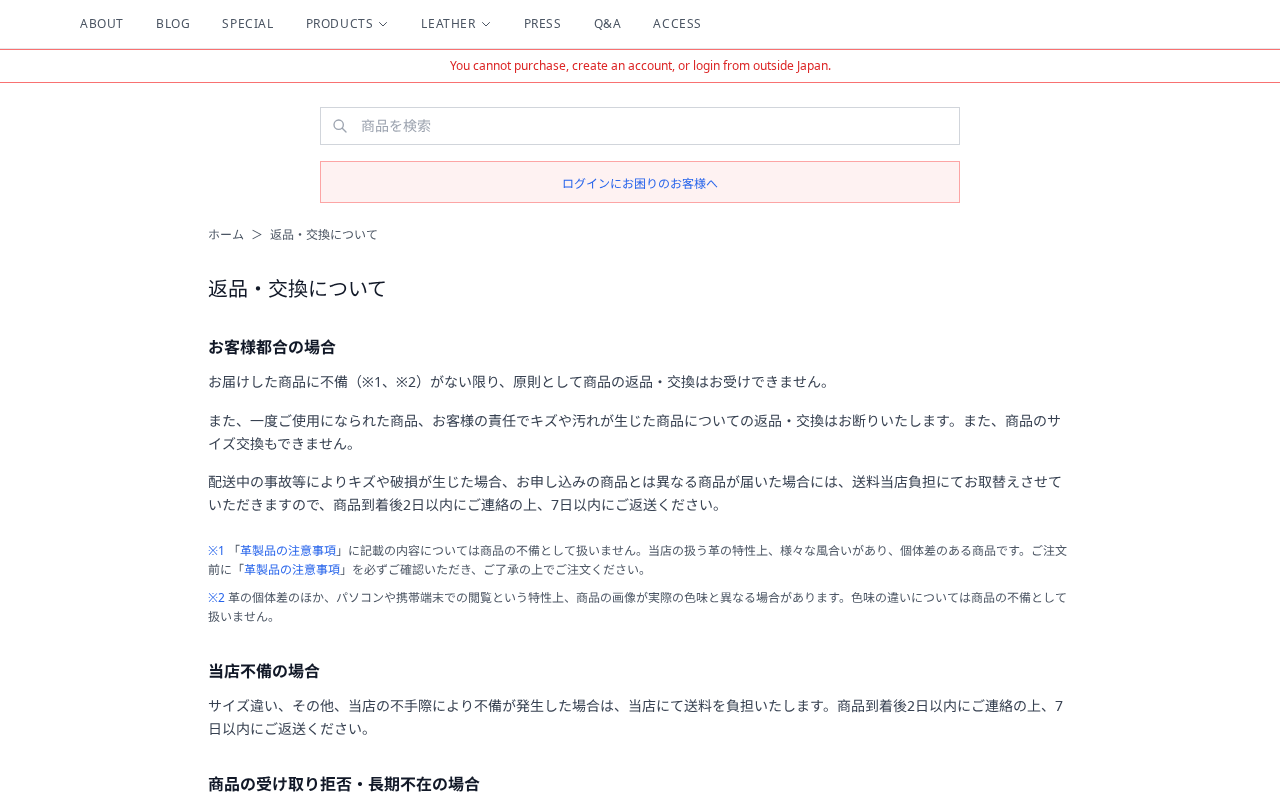 ABOUT BLOG SPECIAL PRODUCTS LEATHER PRESS Q&A ACCESS
You cannot purchase, create an account, or login from outside Japan.
商品を検索
ログインにお困りのお客様へ
ホーム ＞ 返品・交換について
返品・交換について
お客様都合の場合
お届けした商品に不備（※1、※2）がない限り、原則として商品の返品・交換はお受けできません。
また、一度ご使用になられた商品、お客様の責任でキズや汚れが生じた商品についての返品・交換はお断りいたします。また、商品のサ
イズ交換もできません。
配送中の事故等によりキズや破損が生じた場合、お申し込みの商品とは異なる商品が届いた場合には、送料当店負担にてお取替えさせて
いただきますので、商品到着後2日以内にご連絡の上、7日以内にご返送ください。
※1 「革製品の注意事項」に記載の内容については商品の不備として扱いません。当店の扱う革の特性上、様々な風合いがあり、個体差のある商品です。ご注文
前に「革製品の注意事項」を必ずご確認いただき、ご了承の上でご注文ください。
※2 革の個体差のほか、パソコンや携帯端末での閲覧という特性上、商品の画像が実際の色味と異なる場合があります。色味の違いについては商品の不備として
扱いません。
当店不備の場合
サイズ違い、その他、当店の不手際により不備が発生した場合は、当店にて送料を負担いたします。商品到着後2日以内にご連絡の上、7
日以内にご返送ください。
商品の受け取り拒否・長期不在の場合